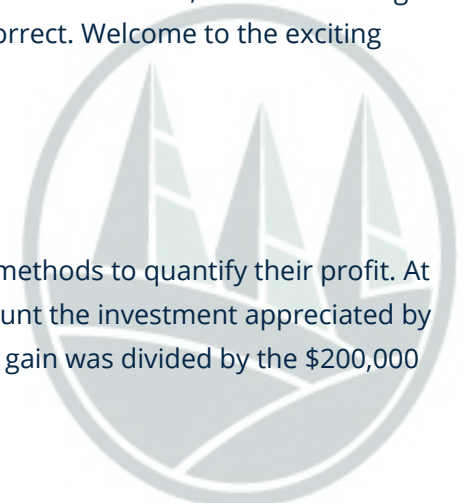 orrect. Welcome to the exciting
methods to quantify their profit. At
unt the investment appreciated by
gain was divided by the $200,000